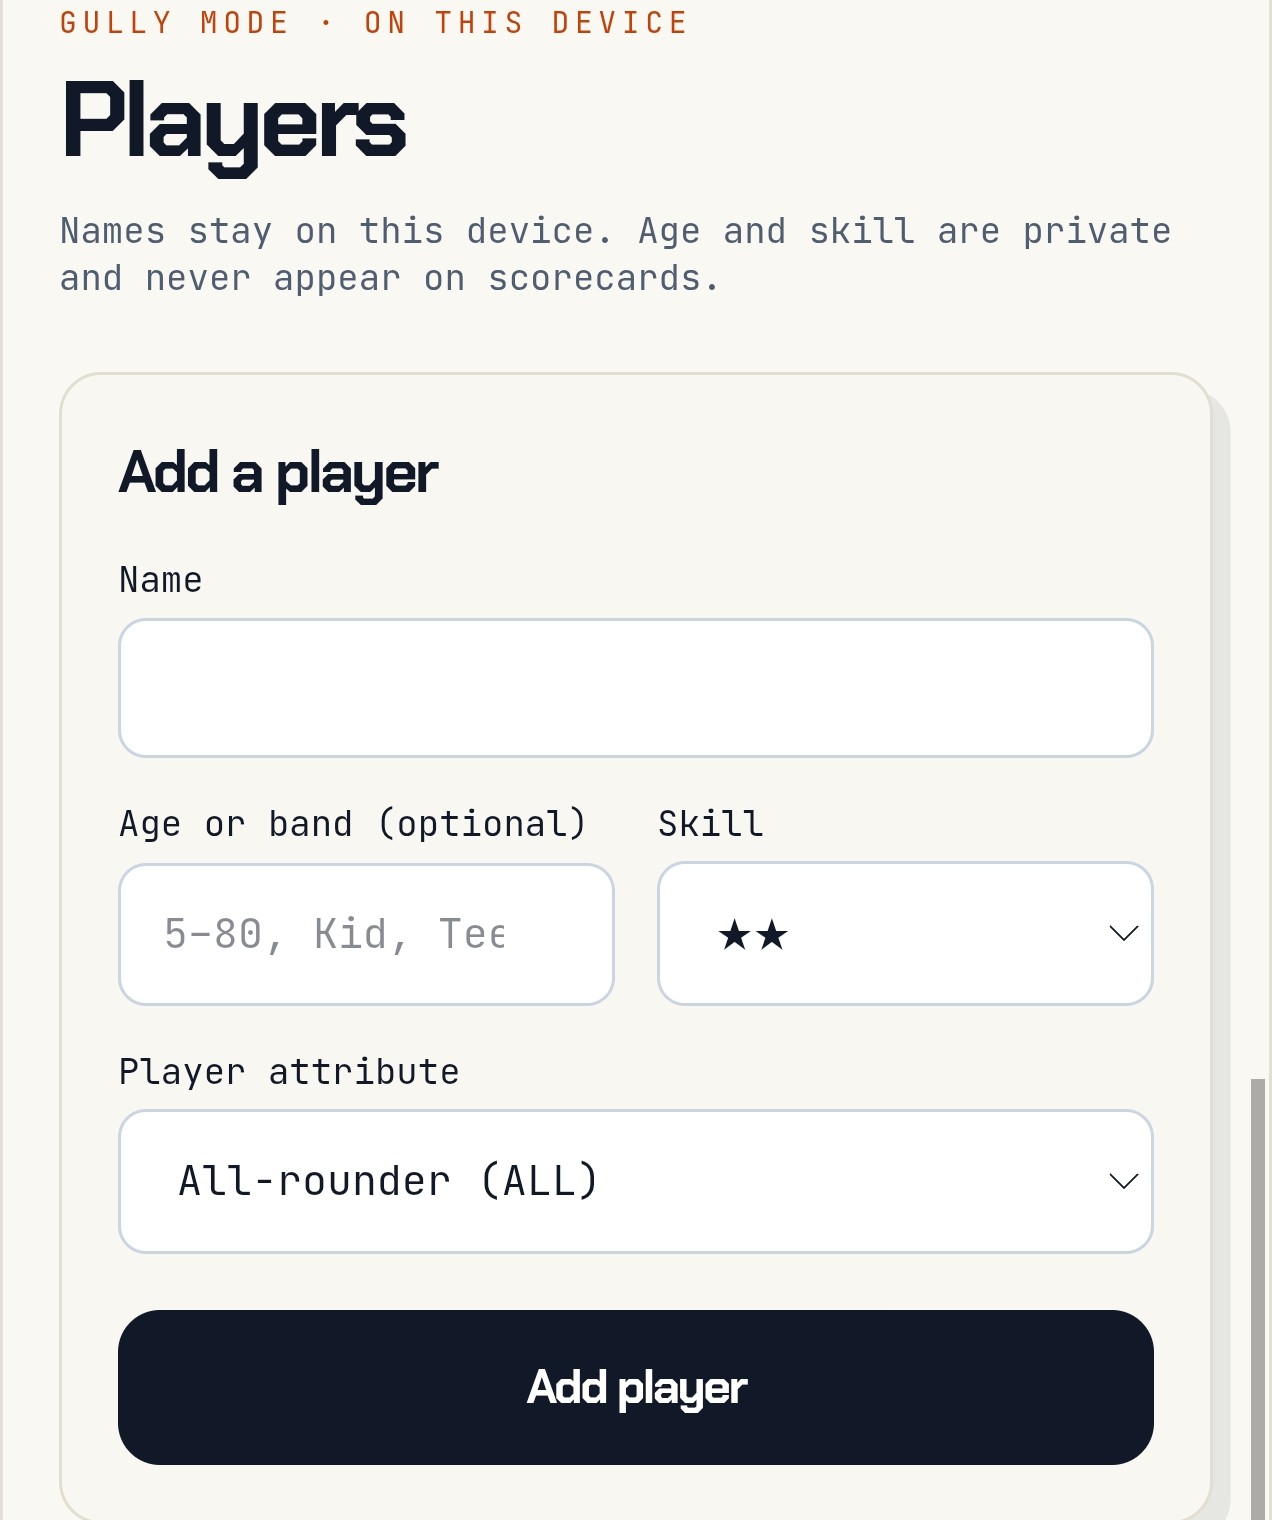 GULLY MODE · ON THIS DEVICE
Players
Names stay on this device. Age and skill are private
and never appear on scorecards.
Add a player
Name
Age or band (optional)
Skill
5–80, Kid, Tee
★★
Player attribute
All-rounder (ALL)
Add player